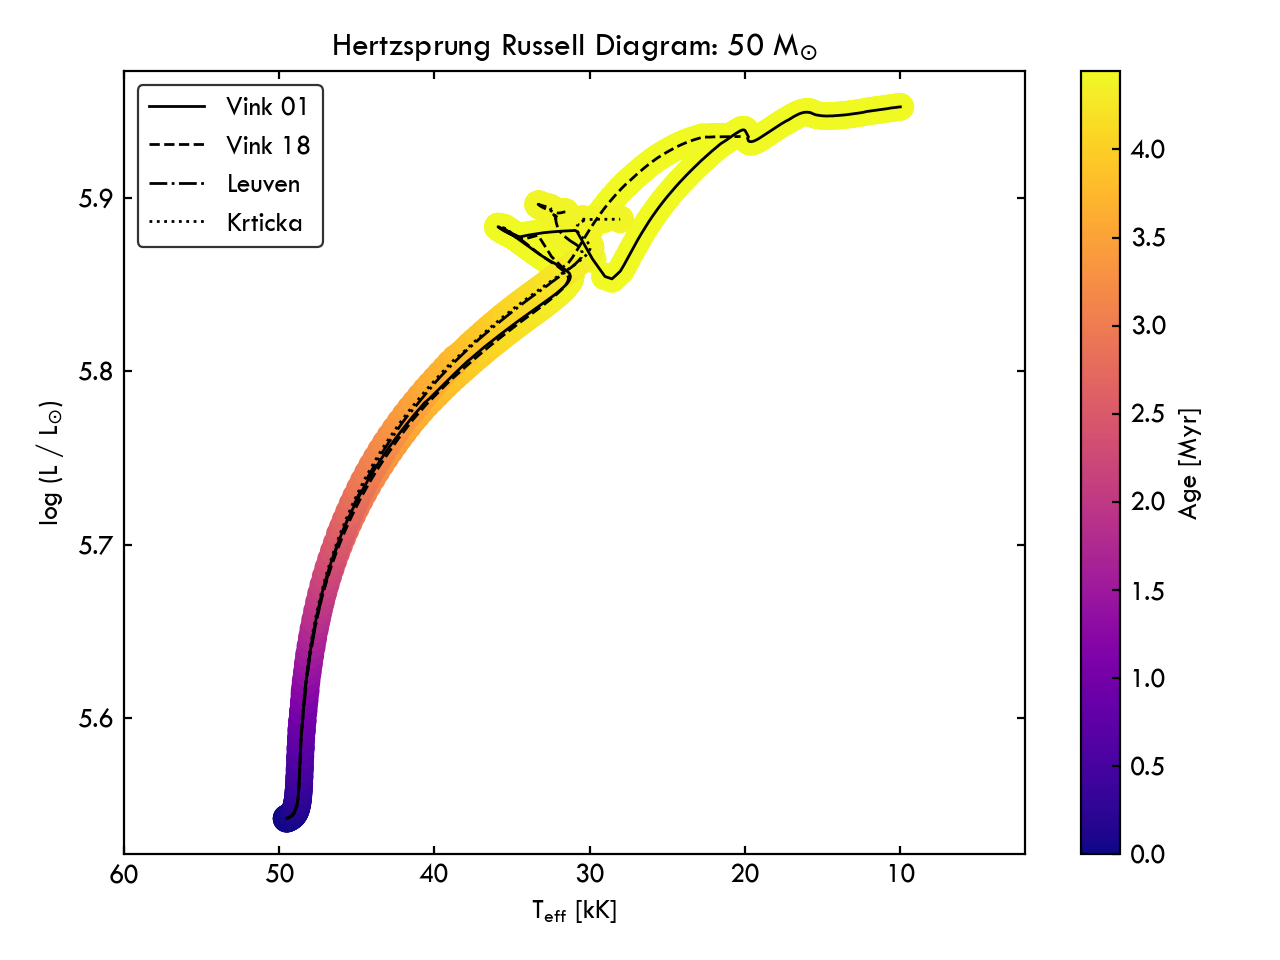 Hertzsprung Russell Diagram: 50 M☉
Vink 01
Vink 18
Leuven
Krticka
5.9
5.8
5.7
5.6
log (L / L☉)
60 50 40 30 20 10
T_eff [kK]
4.0
3.5
3.0
2.5
2.0
1.5
1.0
0.5
0.0
Age [Myr]